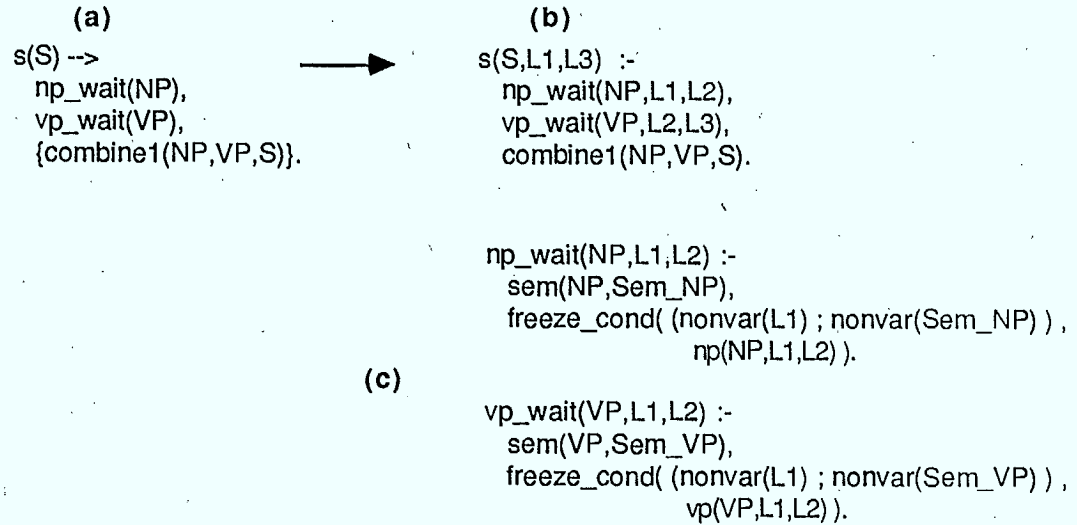 (a)
s(S) -->
np_wait(NP),
vp_wait(VP),
{combine1(NP,VP,S)}.
(b)
s(S,L1,L3) :-
np_wait(NP,L1,L2),
vp_wait(VP,L2,L3),
combine1(NP,VP,S).
np_wait(NP,L1,L2) :-
sem(NP,Sem_NP),
freeze_cond( (nonvar(L1) ; nonvar(Sem_NP) ) ,
np(NP,L1,L2) ).
(c)
vp_wait(VP,L1,L2) :-
sem(VP,Sem_VP),
freeze_cond( (nonvar(L1) ; nonvar(Sem_VP) ) ,
vp(VP,L1,L2) ).